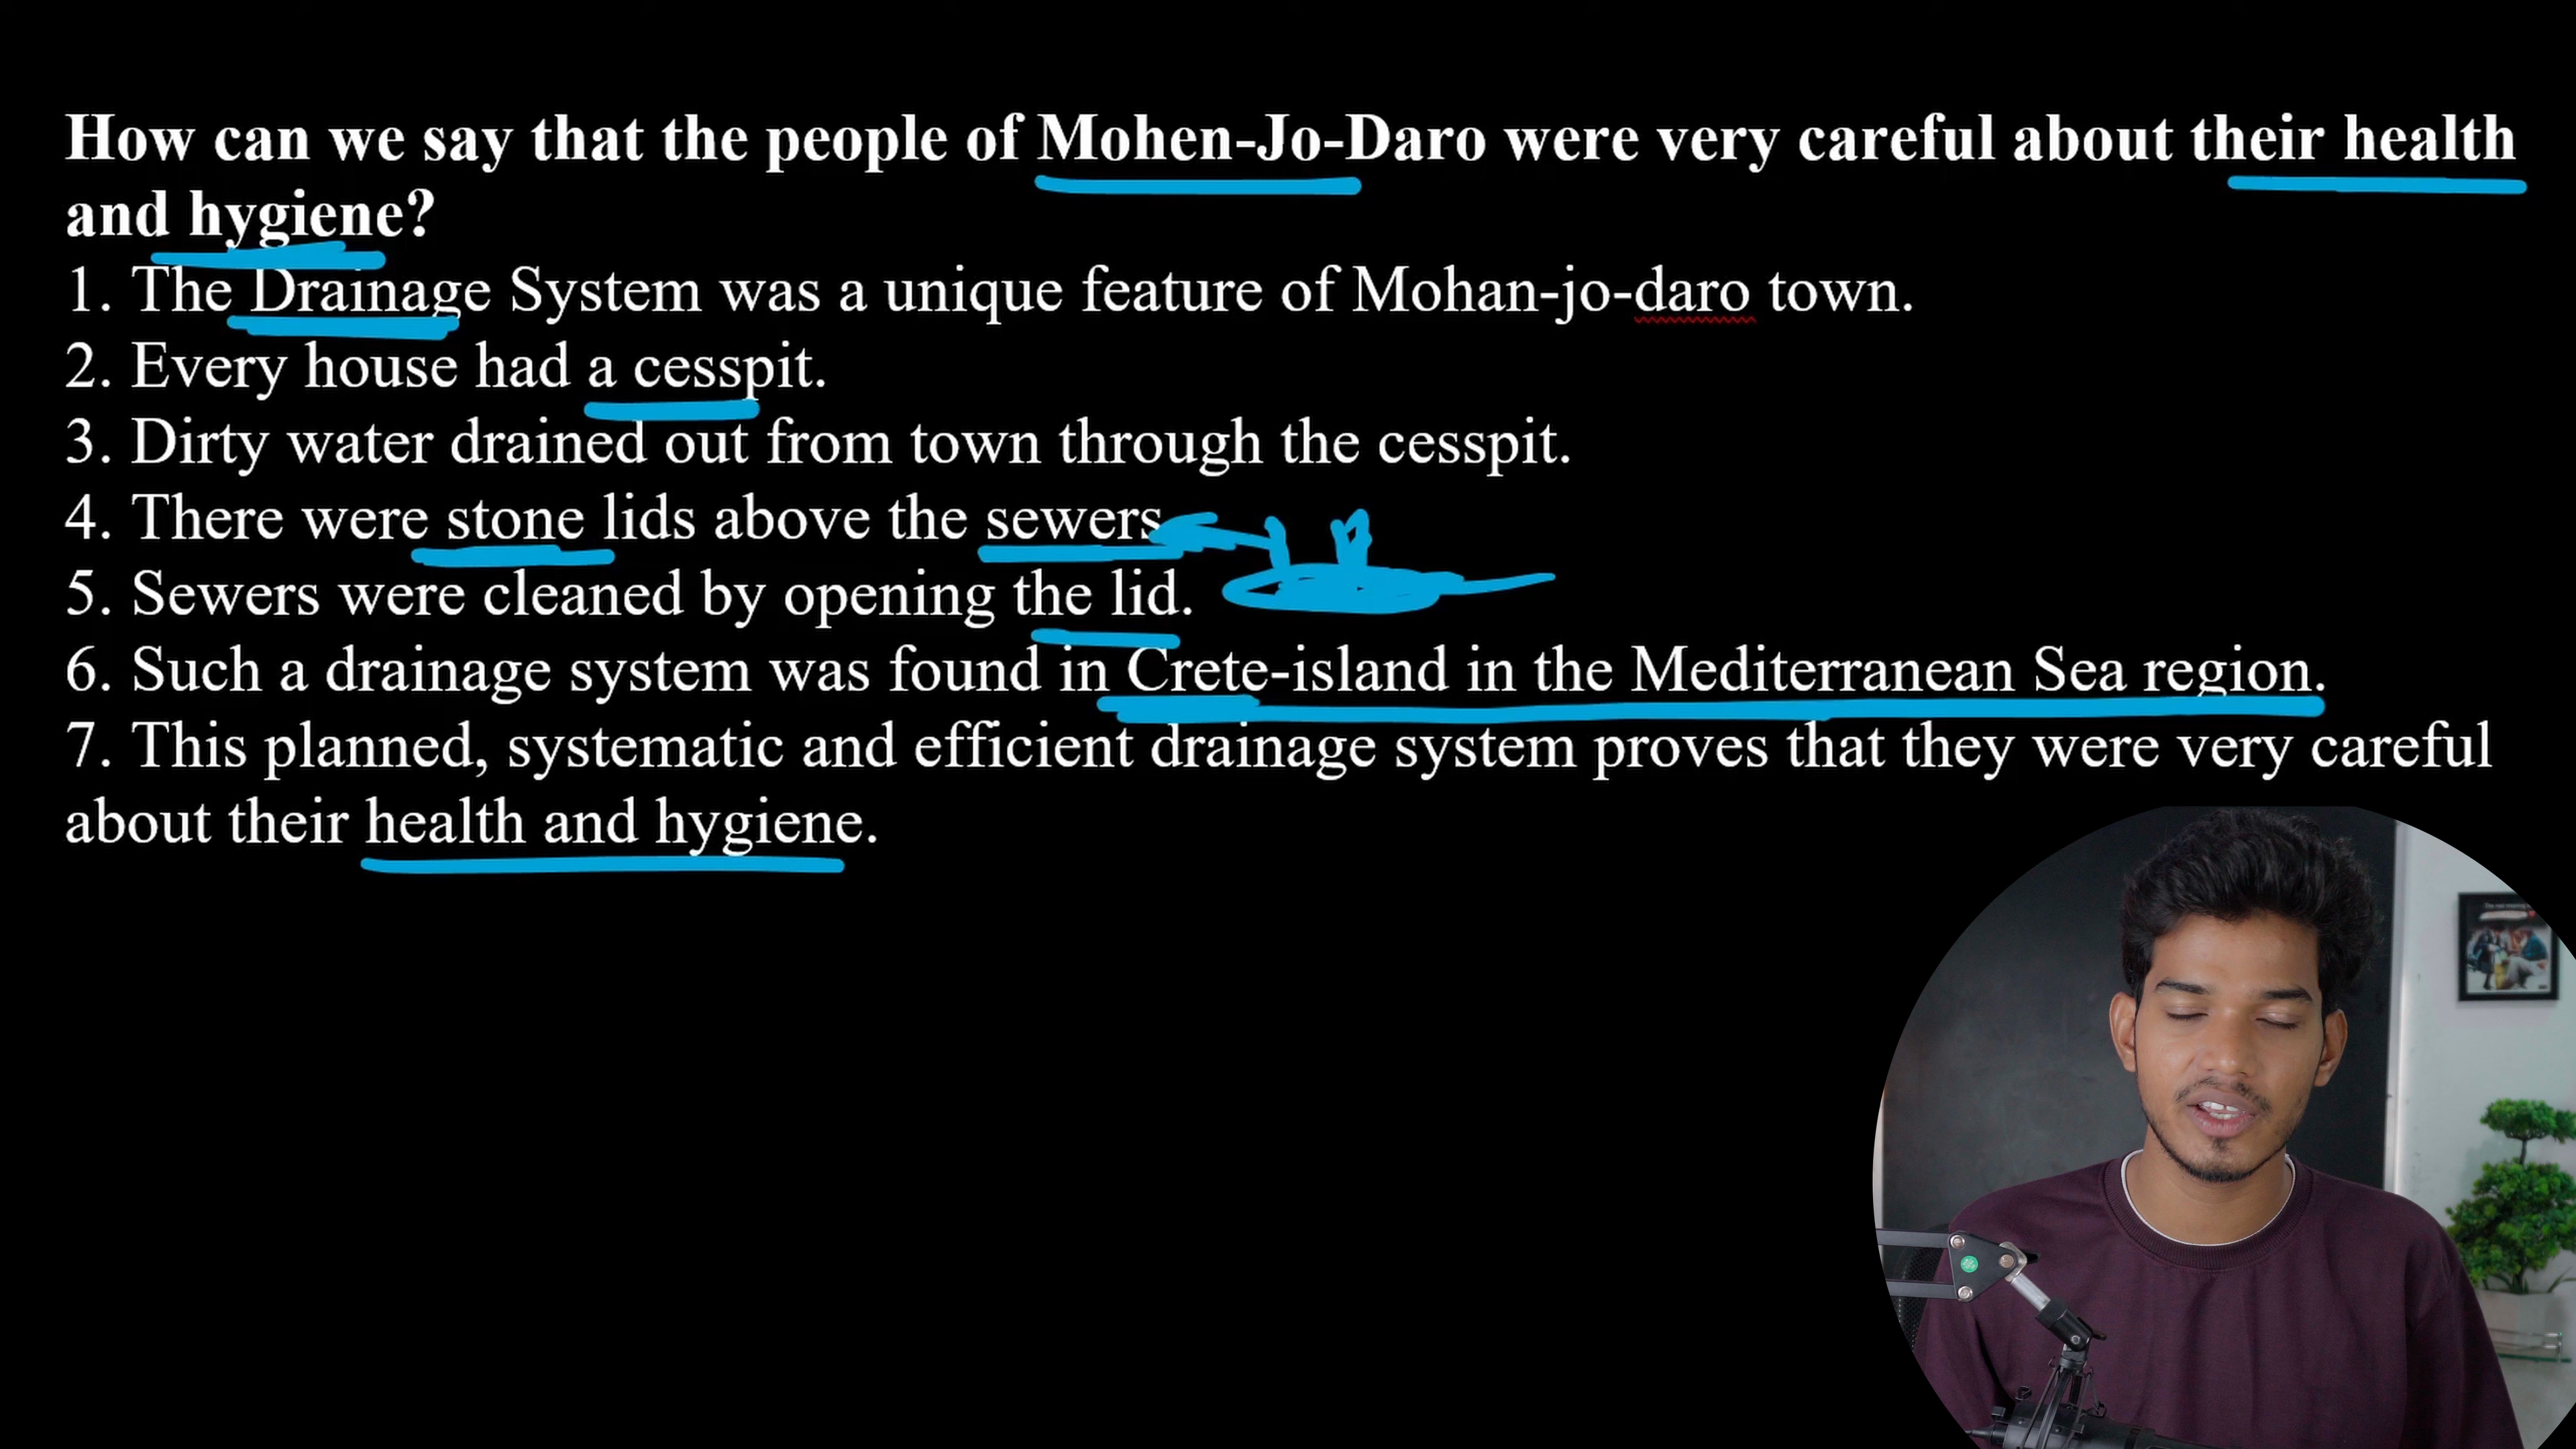 How can we say that the people of Mohen-Jo-Daro were very careful about their health
and hygiene?
1. The Drainage System was a unique feature of Mohan-jo-daro town.
2. Every house had a cesspit.
3. Dirty water drained out from town through the cesspit.
4. There were stone lids above the sewers
5. Sewers were cleaned by opening the lid.
6. Such a drainage system was found in Crete-island in the Mediterranean Sea region.
7. This planned, systematic and efficient drainage system proves that they were very careful
about their health and hygiene.